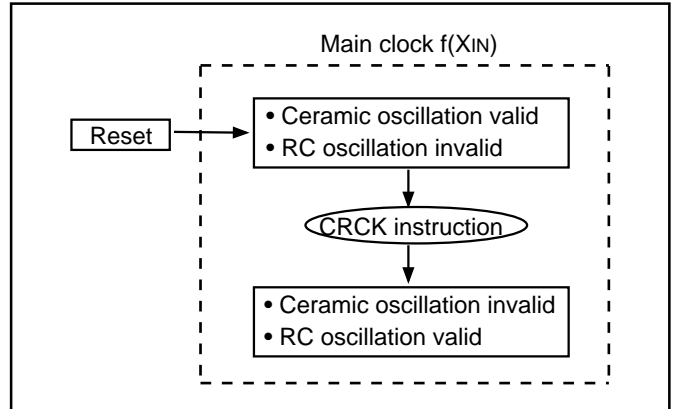 Main clock f(XIN)
Reset
• Ceramic oscillation valid
• RC oscillation invalid
CRCK instruction
• Ceramic oscillation invalid
• RC oscillation valid